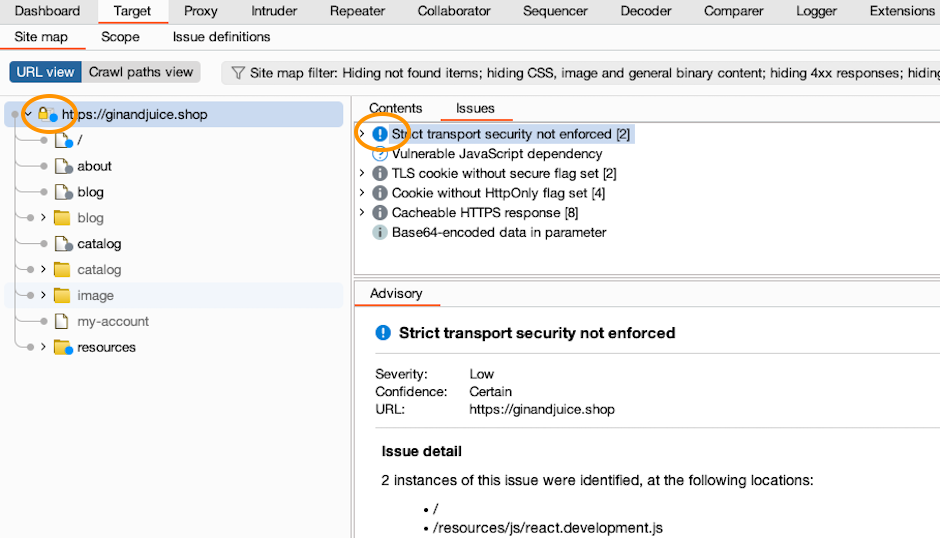 Dashboard Target Proxy Intruder Repeater Collaborator Sequencer Decoder Comparer Logger Extensions
Site map Scope Issue definitions
URL view Crawl paths view Site map filter: Hiding not found items; hiding CSS, image and general binary content; hiding 4xx responses; hiding
https://ginandjuice.shop
/
about
blog
blog
catalog
catalog
image
my-account
resources
Contents Issues
Strict transport security not enforced [2]
Vulnerable JavaScript dependency
TLS cookie without secure flag set [2]
Cookie without HttpOnly flag set [4]
Cacheable HTTPS response [8]
Base64-encoded data in parameter
Advisory
Strict transport security not enforced
Severity: Low
Confidence: Certain
URL: https://ginandjuice.shop
Issue detail
2 instances of this issue were identified, at the following locations:
• /
• /resources/js/react.development.js